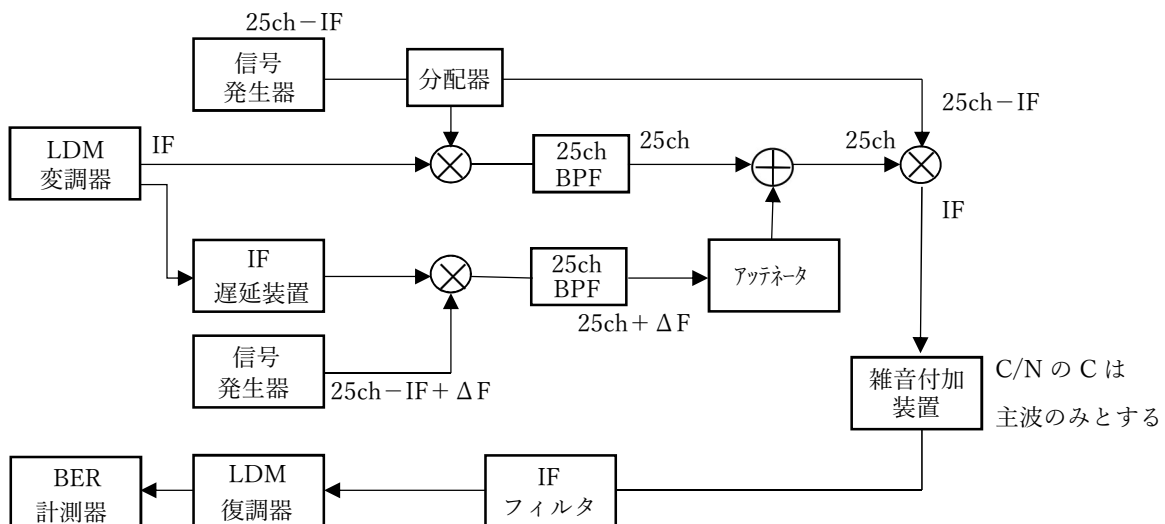 25ch－IF
信号
発生器
分配器
25ch－IF
LDM
変調器
IF
25ch
BPF
25ch
25ch
IF
IF
遅延装置
25ch
BPF
ｱｯﾃﾈｰﾀ
25ch＋ΔF
信号
発生器
25ch－IF＋ΔF
雑音付加
装置
C/N の C は
主波のみとする
BER
計測器
LDM
復調器
IF
フィルタ